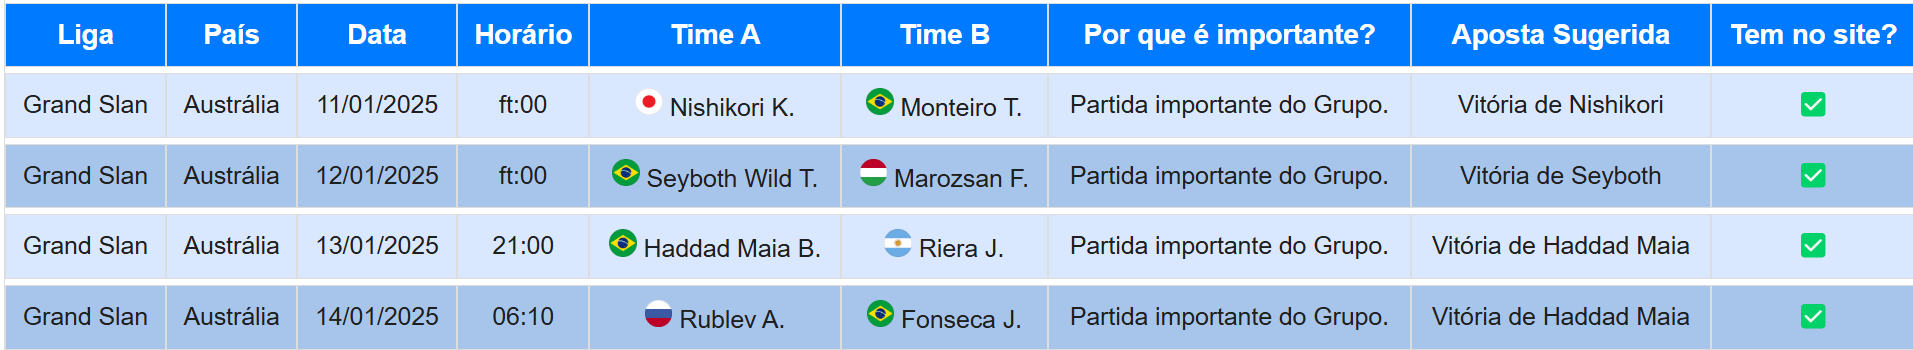 Liga País Data Horário Time A Time B Por que é importante? Aposta Sugerida Tem no site?
Grand Slan Austrália 11/01/2025 ft:00 Nishikori K. Monteiro T. Partida importante do Grupo. Vitória de Nishikori
Grand Slan Austrália 12/01/2025 ft:00 Seyboth Wild T. Marozsan F. Partida importante do Grupo. Vitória de Seyboth
Grand Slan Austrália 13/01/2025 21:00 Haddad Maia B. Riera J. Partida importante do Grupo. Vitória de Haddad Maia
Grand Slan Austrália 14/01/2025 06:10 Rublev A. Fonseca J. Partida importante do Grupo. Vitória de Haddad Maia